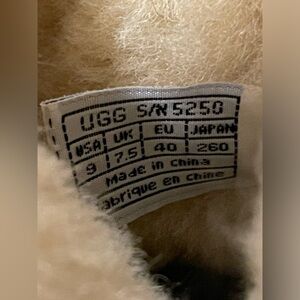 UGG S/N 5250
USA UK EU JAPAN
9 7.5 40 260
Made in China
abrique en chine